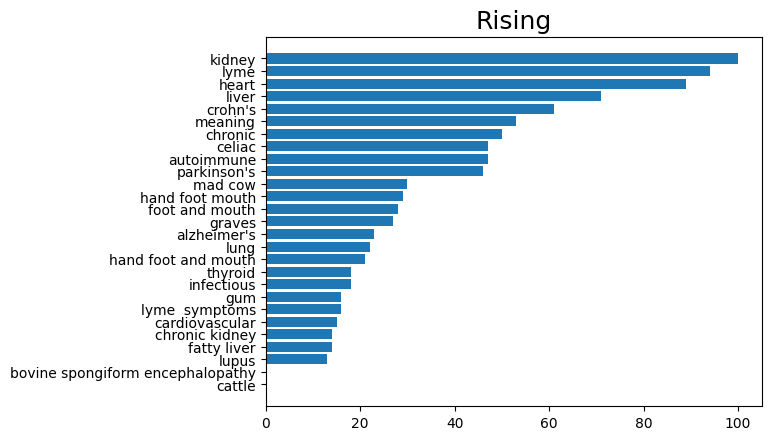 Rising
kidney
lyme
heart
liver
crohn's
meaning
chronic
celiac
autoimmune
parkinson's
mad cow
hand foot mouth
foot and mouth
graves
alzheimer's
lung
hand foot and mouth
thyroid
infectious
gum
lyme  symptoms
cardiovascular
chronic kidney
fatty liver
lupus
bovine spongiform encephalopathy
cattle
0 20 40 60 80 100